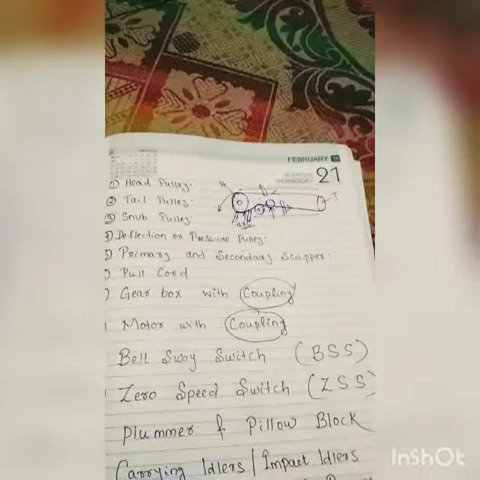 FEBRUARY
WEDNESDAY 21
① Head Pulley:
② Tail Pulley:
③ Snub Pulley:
Deflection or Pressure Pulley:
Primary and Secondary Scapper:
Pull Cord
Gear box with Coupling
Motor with Coupling
Belt Sway Switch (BSS)
Zero Speed Switch (ZSS)
Plummer & Pillow Block
Carrying Idlers / Impact Idlers
InShOt